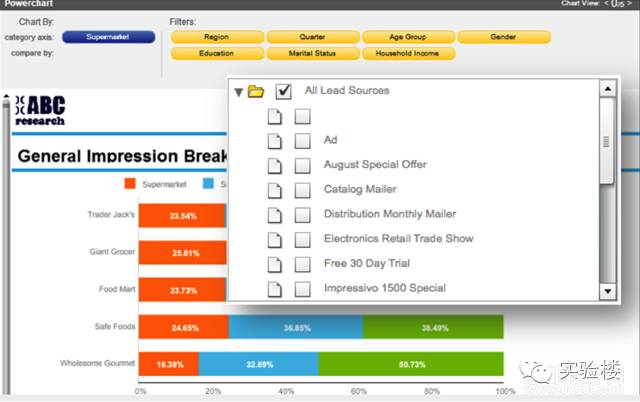 Powerchart
Chart View:
Chart By:
Filters:
category axis: Supermarket
Region Quarter Age Group Gender
compare by:
Education Marital Status Household Income
All Lead Sources
ABC
research
Ad
General Impression Break
August Special Offer
Supermarket S
Catalog Mailer
Trader Jack's 23.54%
Distribution Monthly Mailer
Electronics Retail Trade Show
Giant Grocer 25.01%
Free 30 Day Trial
Food Mart 23.73%
Impressivo 1500 Special
Safe Foods 24.65% 36.85% 38.49%
Wholesome Gourmet 16.38% 32.89% 50.73%
实验楼
0% 20% 40% 60% 80% 100%